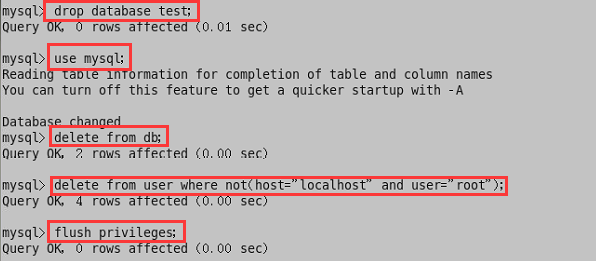 mysql> drop database test;
Query OK, 0 rows affected (0.01 sec)
mysql> use mysql;
Reading table information for completion of table and column names
You can turn off this feature to get a quicker startup with -A
Database changed
mysql> delete from db;
Query OK, 2 rows affected (0.00 sec)
mysql> delete from user where not(host="localhost" and user="root");
Query OK, 4 rows affected (0.00 sec)
mysql> flush privileges;
Query OK, 0 rows affected (0.00 sec)